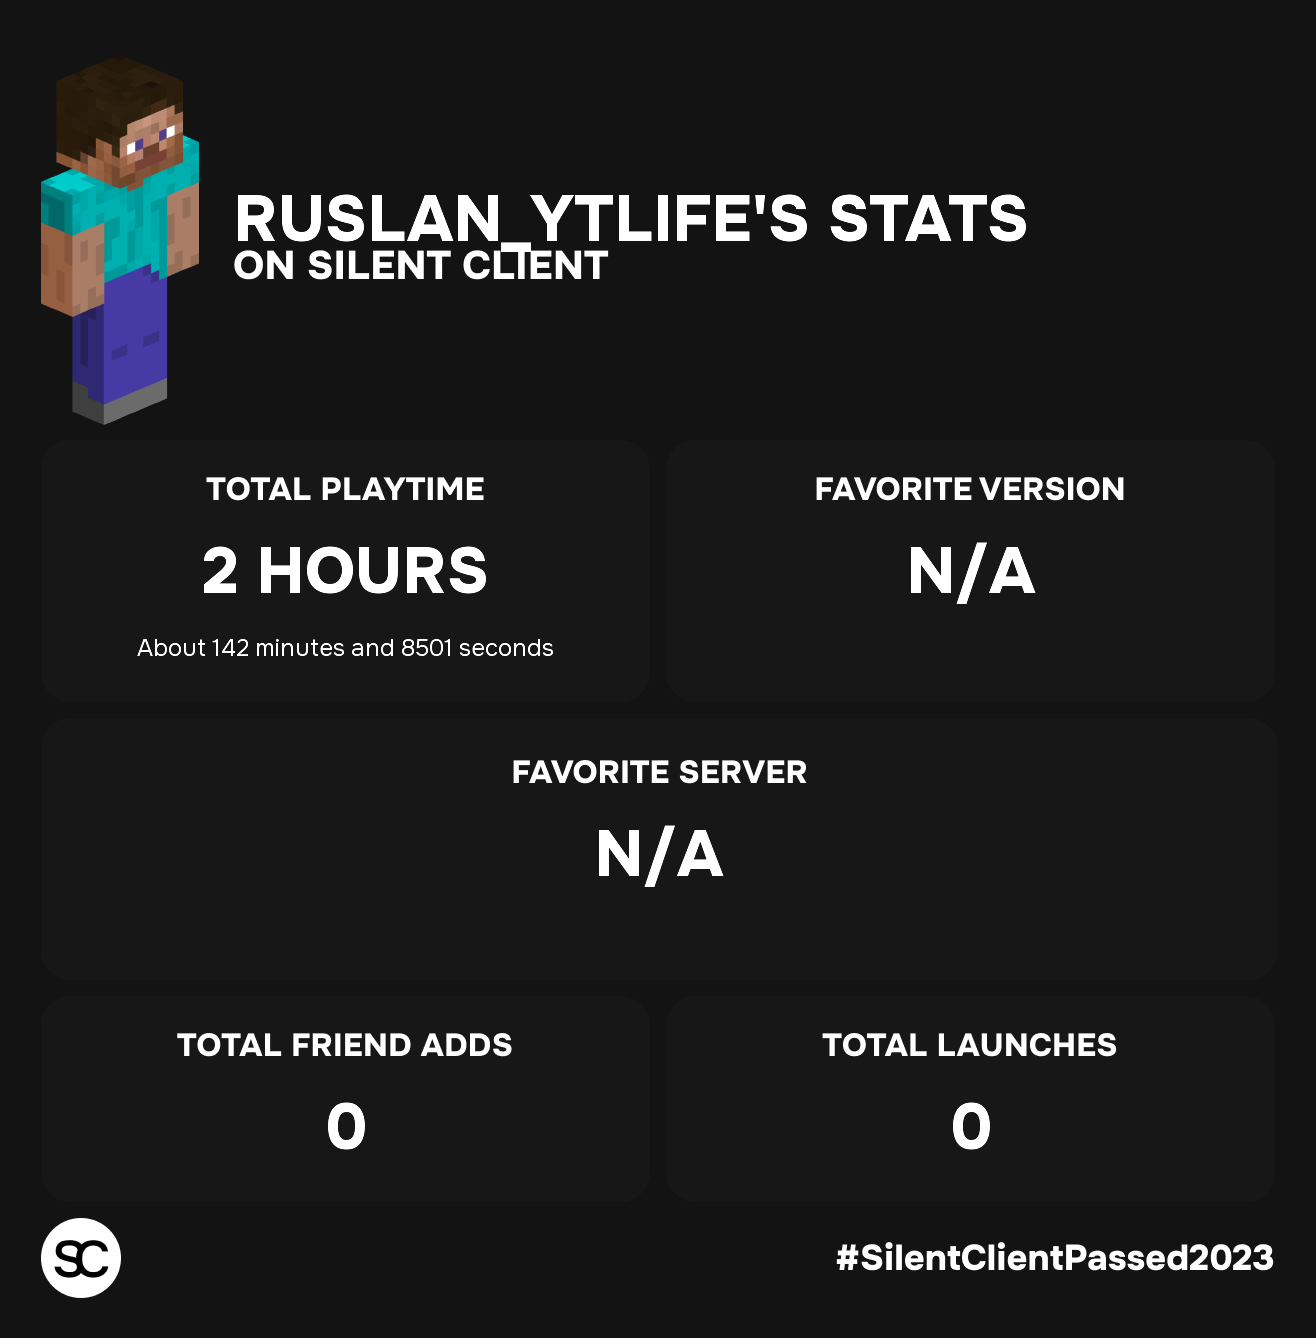 RUSLAN_YTLIFE'S STATS
ON SILENT CLIENT
TOTAL PLAYTIME
2 HOURS
About 142 minutes and 8501 seconds
FAVORITE VERSION
N/A
FAVORITE SERVER
N/A
TOTAL FRIEND ADDS
0
TOTAL LAUNCHES
0
SC
#SilentClientPassed2023